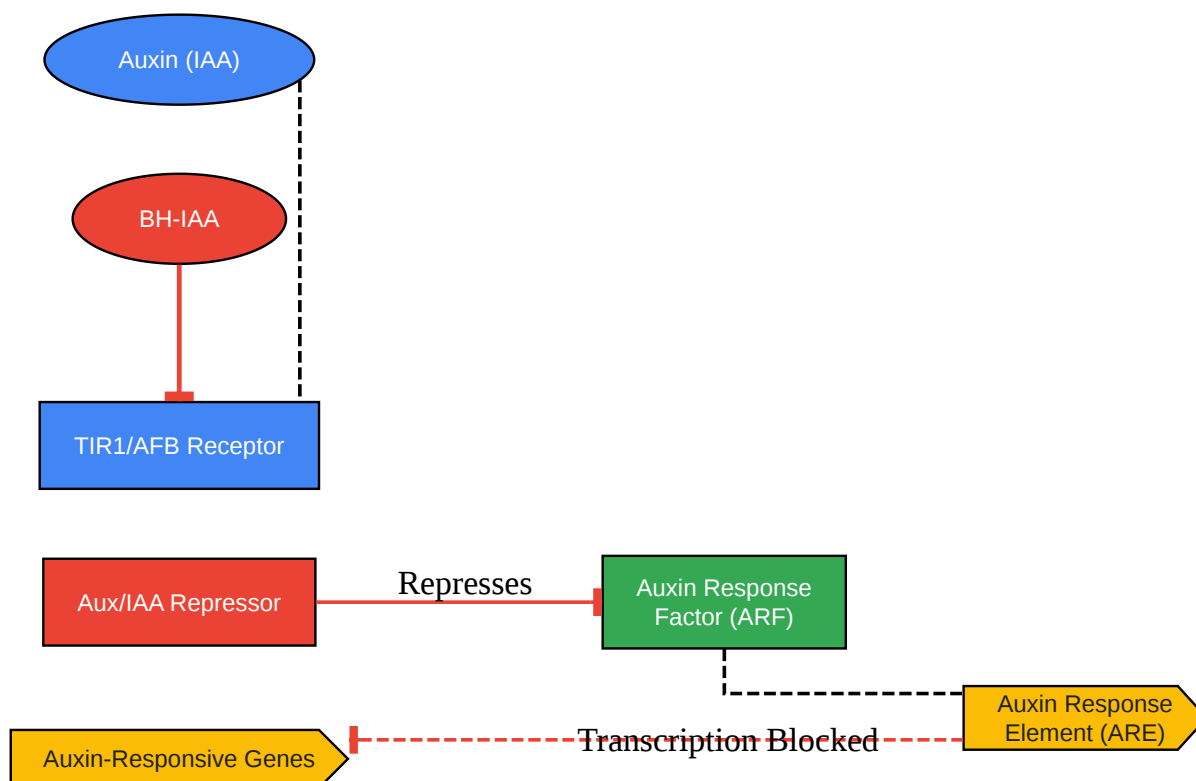 Auxin (IAA)
BH-IAA
TIR1/AFB Receptor
Aux/IAA Repressor
Represses
Auxin Response
Factor (ARF)
Auxin Response
Element (ARE)
Transcription Blocked
Auxin-Responsive Genes